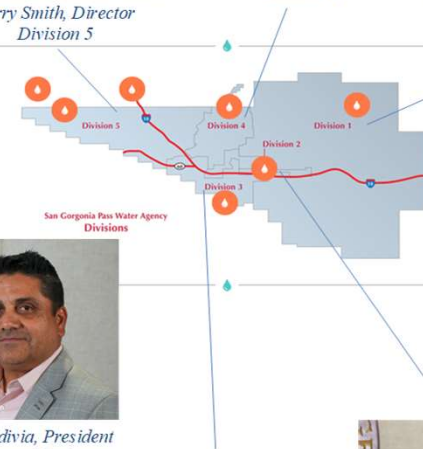 rry Smith, Director
Division 5
Division 5
Division 4
Division 1
Division 2
Division 3
San Gorgonia Pass Water Agency
Divisions
divia, President